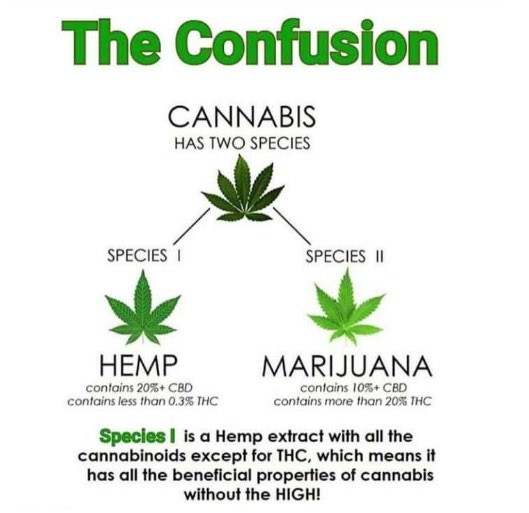 The Confusion
CANNABIS
HAS TWO SPECIES
SPECIES I
SPECIES II
HEMP
contains 20%+ CBD
contains less than 0.3% THC
MARIJUANA
contains 10%+ CBD
contains more than 20% THC
Species I is a Hemp extract with all the
cannabinoids except for THC, which means it
has all the beneficial properties of cannabis
without the HIGH!